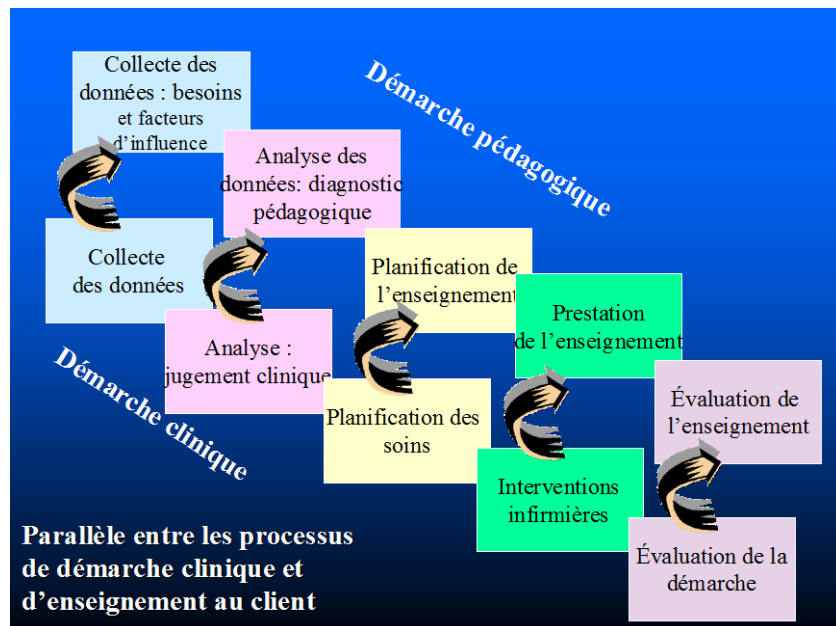 Collecte des
données : besoins
et facteurs
d'influence
Démarche pédagogique
Analyse des
données: diagnostic
pédagogique
Collecte
des données
Planification de
l'enseignement
Prestation
de l'enseignement
Analyse :
jugement clinique
Démarche clinique
Planification des
soins
Évaluation de
l'enseignement
Interventions
infirmières
Parallèle entre les processus
de démarche clinique et
d'enseignement au client
Évaluation de la
démarche